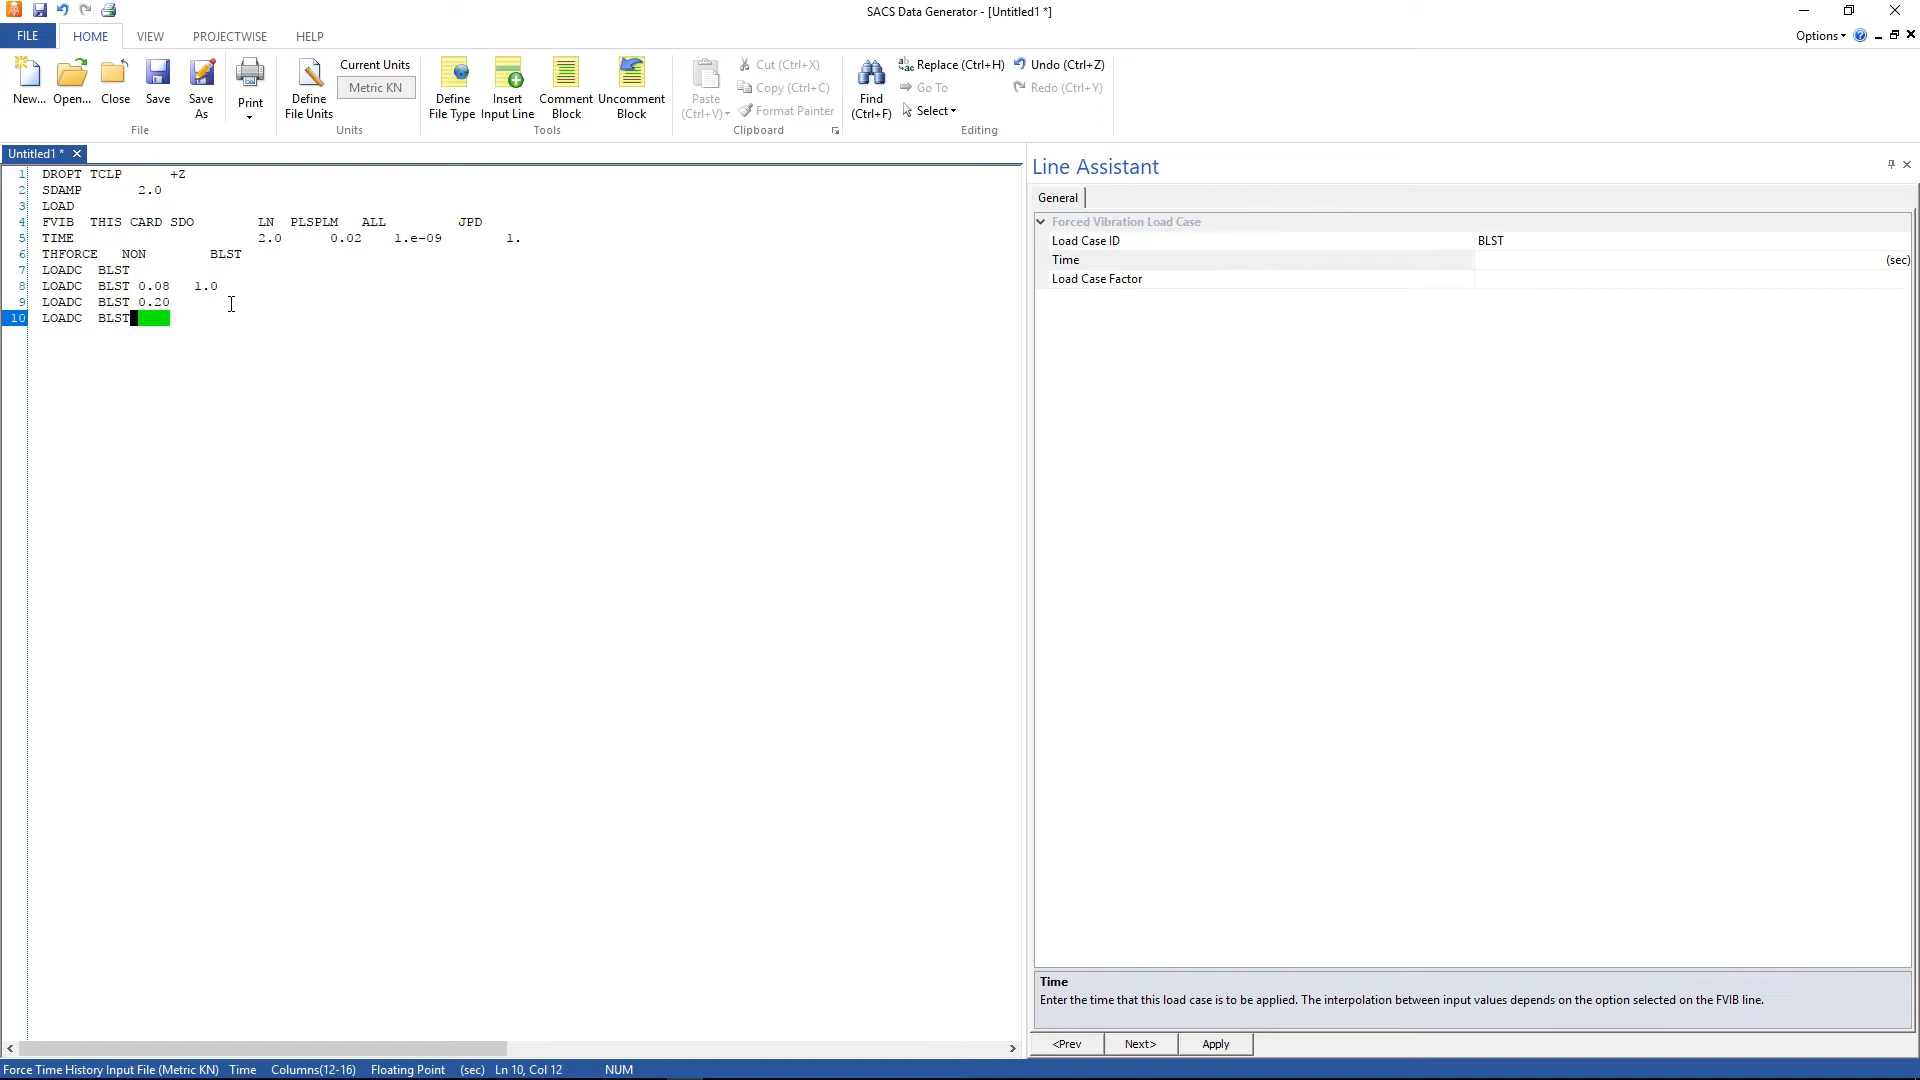 SACS Data Generator - [Untitled1 *]
FILE HOME VIEW PROJECTWISE HELP Options
New... Open... Close Save Save As Print
File
Define File Units
Current Units
Metric KN
Units
Define File Type Insert Input Line Comment Block Uncomment Block
Tools
Paste (Ctrl+V)
Cut (Ctrl+X)
Copy (Ctrl+C)
Format Painter
Clipboard
Find (Ctrl+F)
Replace (Ctrl+H)
Go To
Select
Undo (Ctrl+Z)
Redo (Ctrl+Y)
Editing
Untitled1 *
1 DROPT TCLP +Z
2 SDAMP 2.0
3 LOAD
4 FVIB THIS CARD SDO LN PLSPLM ALL JPD
5 TIME 2.0 0.02 1.e-09 1.
6 THFORCE NON BLST
7 LOADC BLST
8 LOADC BLST 0.08 1.0
9 LOADC BLST 0.20
10 LOADC BLST
Line Assistant
General
Forced Vibration Load Case
Load Case ID BLST
Time (sec)
Load Case Factor
Time
Enter the time that this load case is to be applied. The interpolation between input values depends on the option selected on the FVIB line.
<Prev Next> Apply
Force Time History Input File (Metric KN) Time Columns(12-16) Floating Point (sec) Ln 10, Col 12 NUM